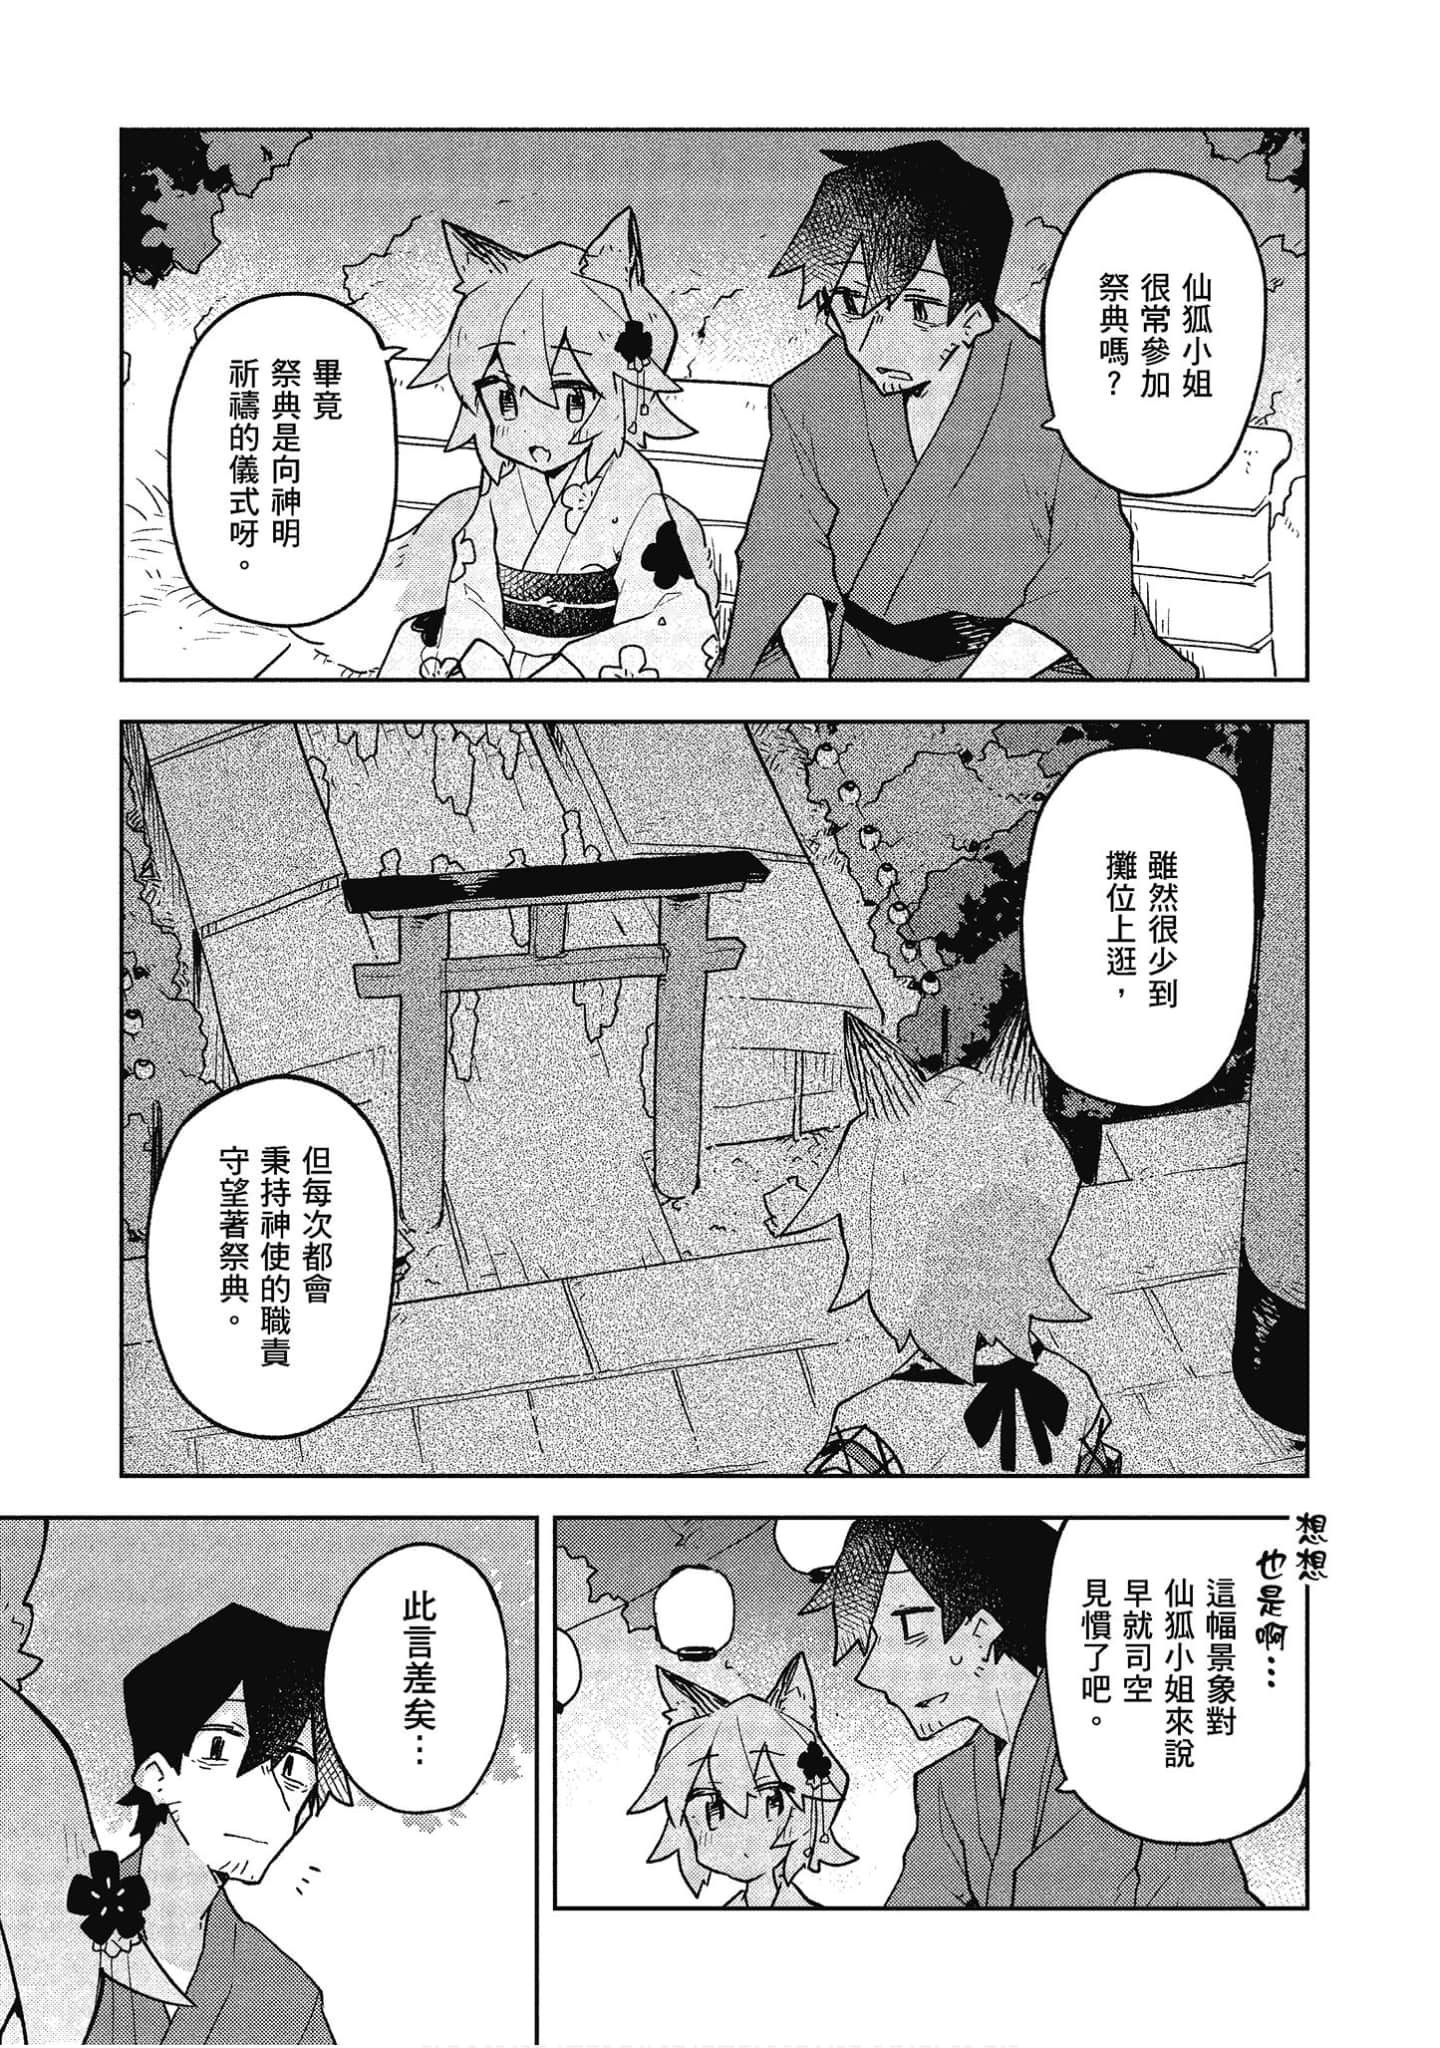 仙狐小姐
很常參加
祭典嗎？
畢竟
祭典是向神明
祈禱的儀式呀。
雖然很少到
攤位上逛，
但每次都會
秉持神使的職責
守望著祭典。
想想
也是啊…
這幅景象對
仙狐小姐來說
早就司空
見慣了吧。
此言差矣…